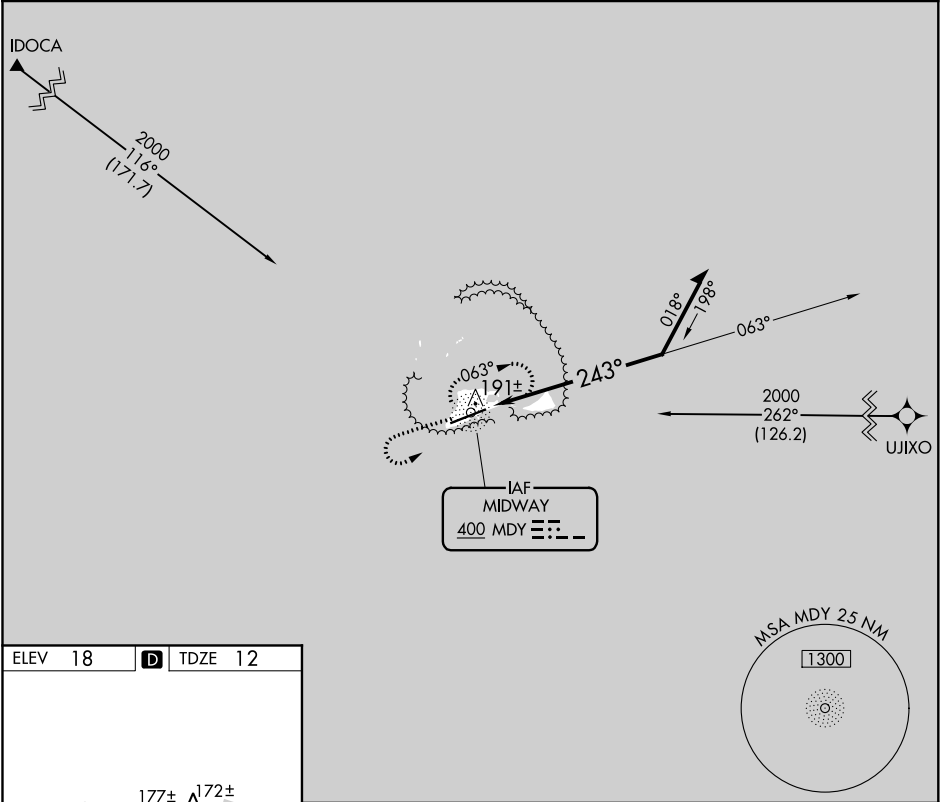 IDOCA
2000
116°
(171.7)
018°
198°
063°
063°
191±
243°
2000
262°
(126.2)
UJIXO
IAF
MIDWAY
400 MDY
MSA MDY 25 NM
1300
ELEV 18 D TDZE 12
177± 172±